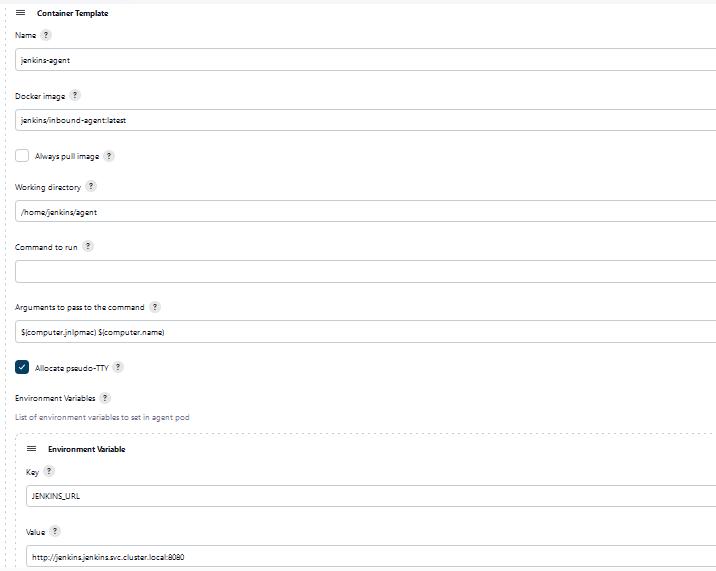 Container Template
Name ?
jenkins-agent
Docker image ?
jenkins/inbound-agent:latest
Always pull image ?
Working directory ?
/home/jenkins/agent
Command to run ?
Arguments to pass to the command ?
${computer.jnlpmac} ${computer.name}
Allocate pseudo-TTY ?
Environment Variables ?
List of environment variables to set in agent pod
Environment Variable
Key ?
JENKINS_URL
Value ?
http://jenkins.jenkins.svc.cluster.local:8080